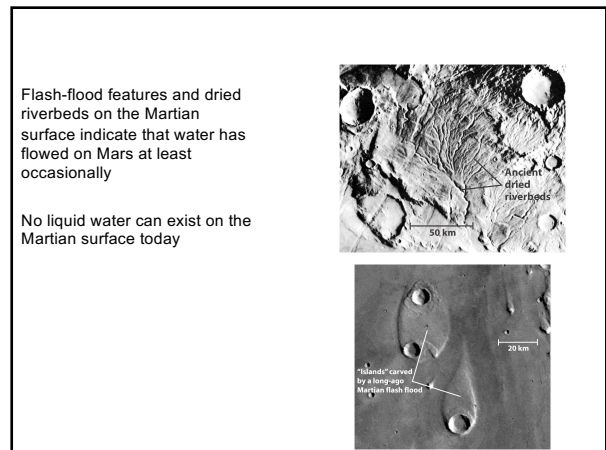 Flash-flood features and dried
riverbeds on the Martian
surface indicate that water has
flowed on Mars at least
occasionally
No liquid water can exist on the
Martian surface today
Ancient
dried
riverbeds
50 km
20 km
"Islands" carved
by a long-ago
Martian flash flood